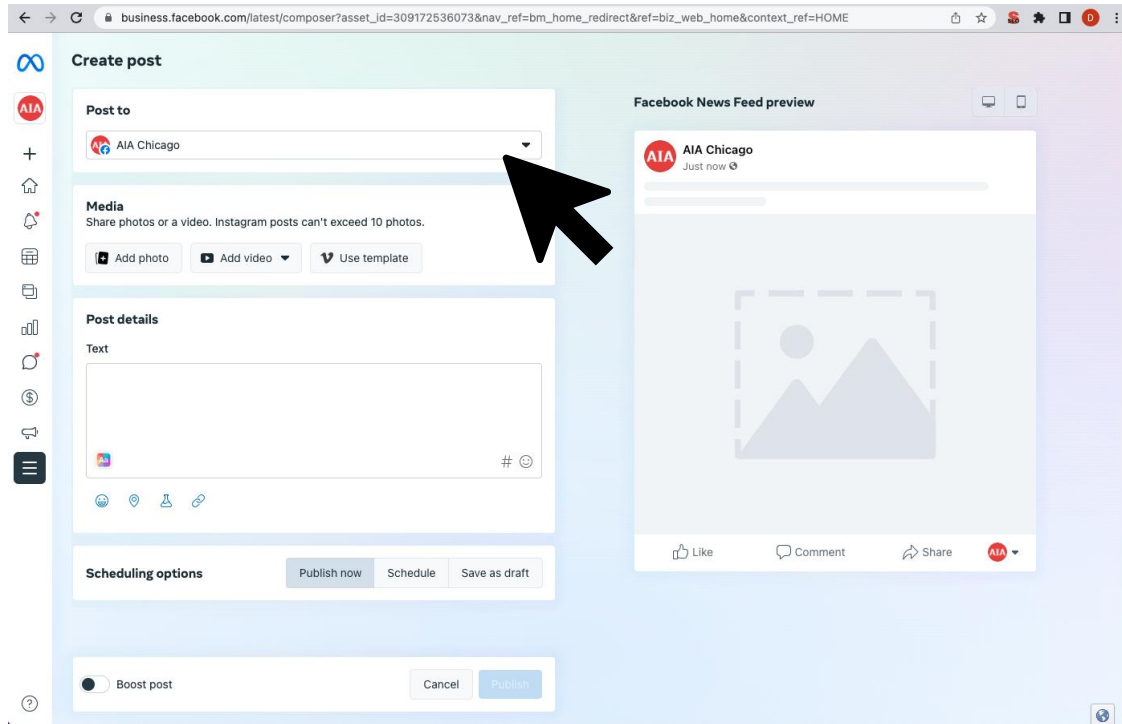 business.facebook.com/latest/composer?asset_id=309172536073&nav_ref=bm_home_redirect&ref=biz_web_home&context_ref=HOME
D
Create post
AIA
Post to
AIA Chicago
Media
Share photos or a video. Instagram posts can't exceed 10 photos.
Add photo
Add video
Use template
Post details
Text
Aa
#
Scheduling options
Publish now
Schedule
Save as draft
Boost post
Cancel
Publish
Facebook News Feed preview
AIA
AIA Chicago
Just now
Like
Comment
Share
AIA